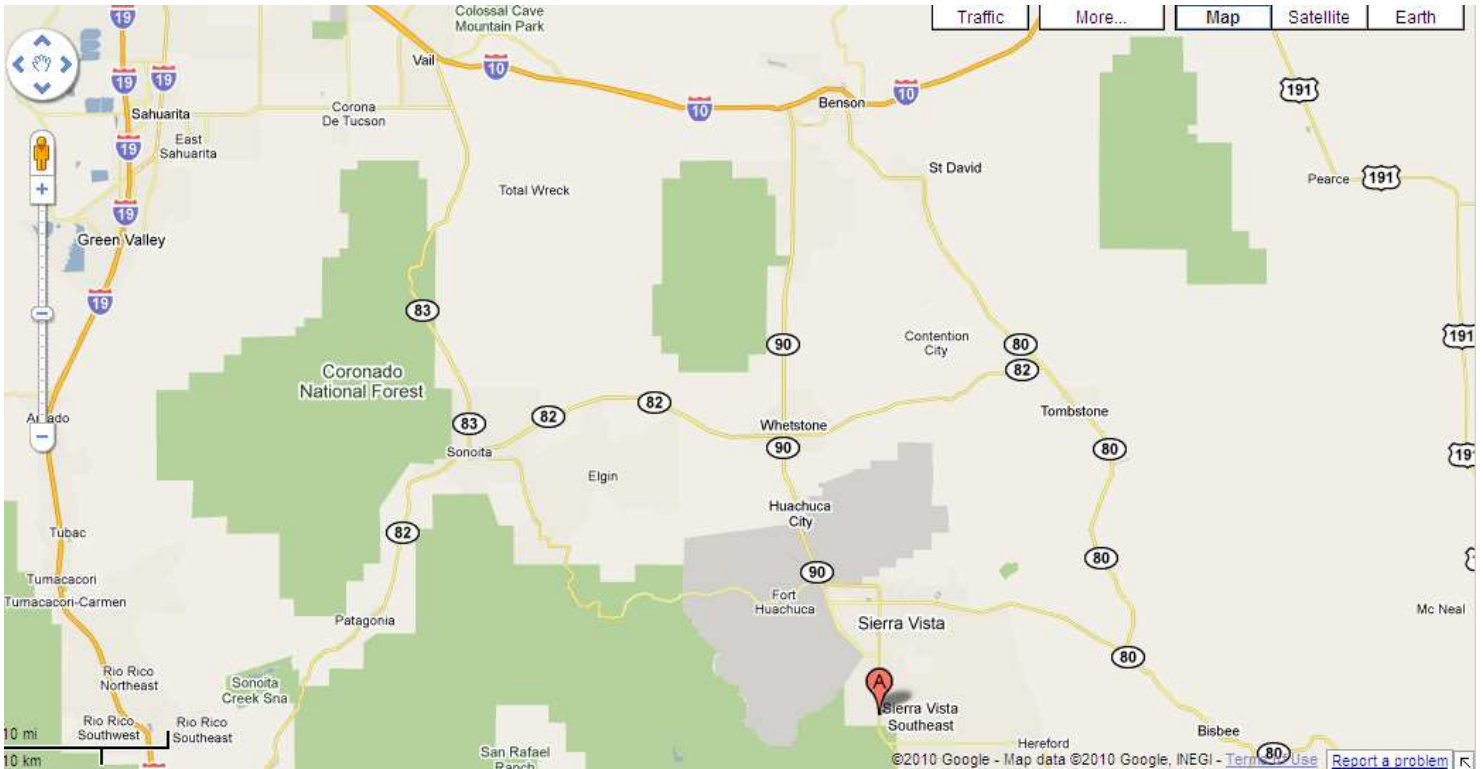 Colossal Cave
Mountain Park
Traffic
More...
Map
Satellite
Earth
19
Vail
10
19
19
10
Benson
10
191
Sahuarita
Corona
De Tucson
East
Sahuarita
19
St David
Pearce
191
Total Wreck
19
Green Valley
19
83
90
Contention
City
80
191
82
Coronado
National Forest
82
82
Tombstone
83
Whetstone
90
80
Sonoita
Elgin
Huachuca
City
82
Tubac
80
90
Tumacacori
Fort
Huachuca
Tumacacori-Carmen
Mc Neal
Patagonia
Sierra Vista
80
Rio Rico
Northeast
Sonoita
Creek Sna
A
Sierra Vista
Southeast
Rio Rico
Southwest
Rio Rico
Southeast
Bisbee
10 mi
10 km
San Rafael
Ranch
Hereford
80
©2010 Google - Map data ©2010 Google, INEGI - Terms of Use
Report a problem